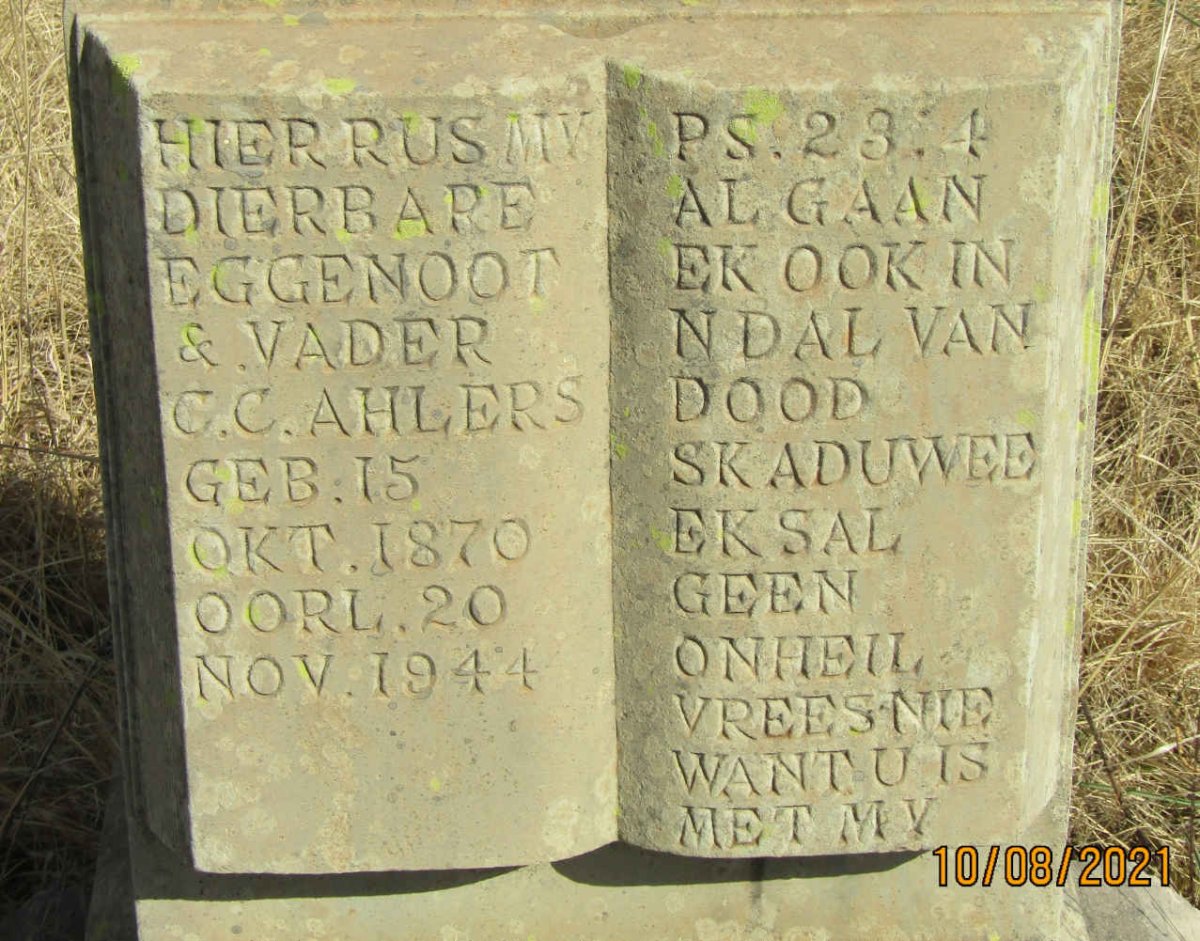 HIER RUS MY
DIERBARE
EGGENOOT
& VADER
C.C. AHLERS
GEB. 15
OKT. 1870
OORL. 20
NOV. 1944
PS. 23. 4
AL GAAN
EK OOK IN
N DAL VAN
DOOD
SKADUWEE
EK SAL
GEEN
ONHEIL
VREES NIE
WANT U IS
MET MY
10/08/2021